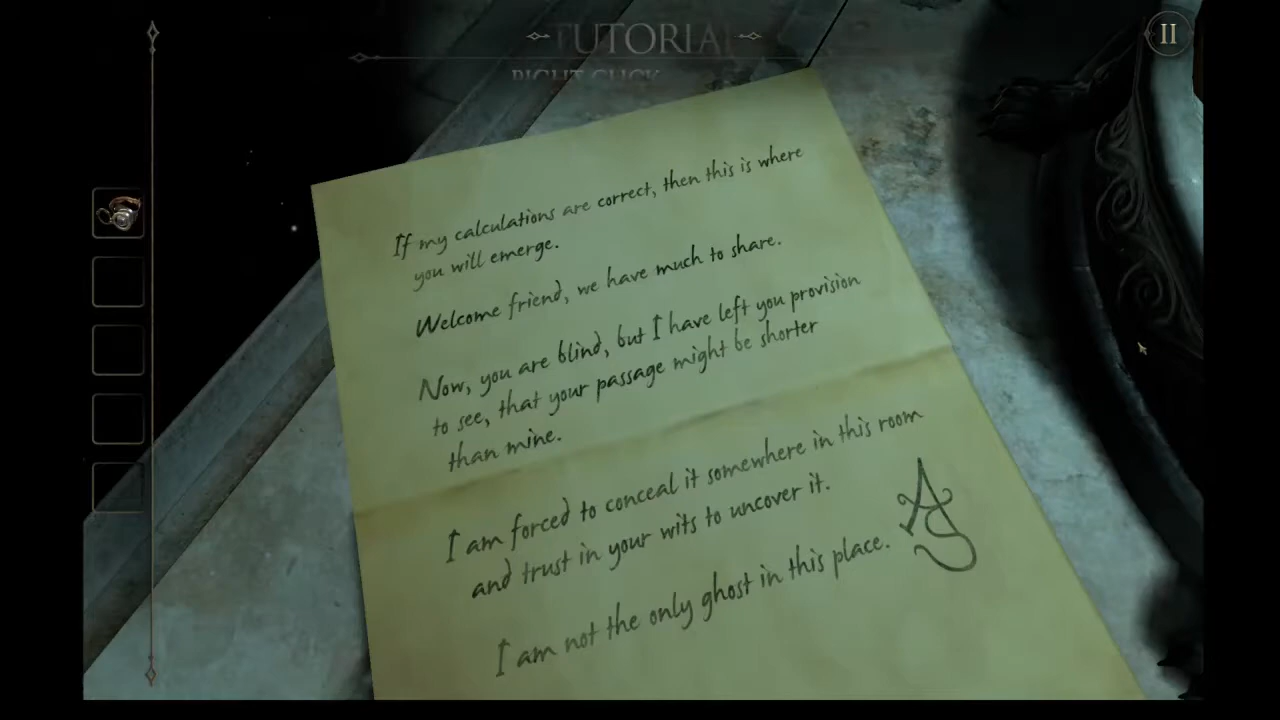 TUTORIAL
RIGHT CLICK
If my calculations are correct, then this is where
you will emerge.
Welcome friend, we have much to share.
Now, you are blind, but I have left you provision
to see, that your passage might be shorter
than mine.
I am forced to conceal it somewhere in this room
and trust in your wits to uncover it.
I am not the only ghost in this place.
AS